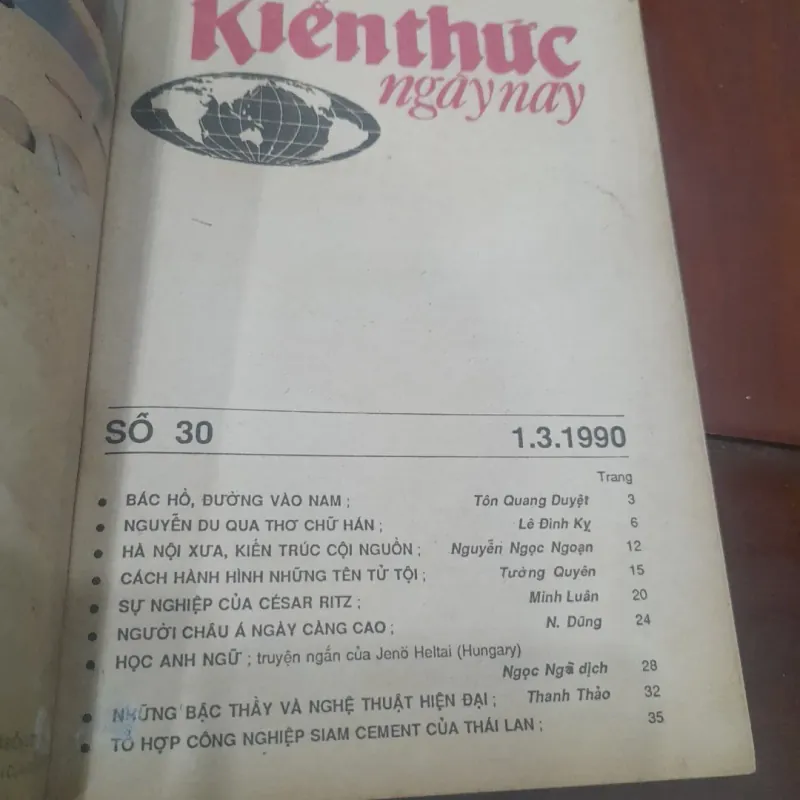 Kiến thức
ngày nay
SỐ 30 1.3.1990
Trang
• BÁC HỒ, ĐƯỜNG VÀO NAM ; Tôn Quang Duyệt 3
• NGUYỄN DU QUA THƠ CHỮ HÁN ; Lê Đình Kỵ 6
• HÀ NỘI XƯA, KIẾN TRÚC CỘI NGUỒN ; Nguyễn Ngọc Ngoạn 12
• CÁCH HÀNH HÌNH NHỮNG TÊN TỬ TỘI ; Tường Quyên 15
• SỰ NGHIỆP CỦA CÉSAR RITZ ; Minh Luân 20
• NGƯỜI CHÂU Á NGÀY CÀNG CAO ; N. Dũng 24
• HỌC ANH NGỮ ; truyện ngắn của Jenö Heltai (Hungary)
Ngọc Ngã dịch 28
• NHỮNG BẬC THẦY VÀ NGHỆ THUẬT HIỆN ĐẠI ; Thanh Thảo 32
• TỔ HỢP CÔNG NGHIỆP SIAM CEMENT CỦA THÁI LAN ; 35